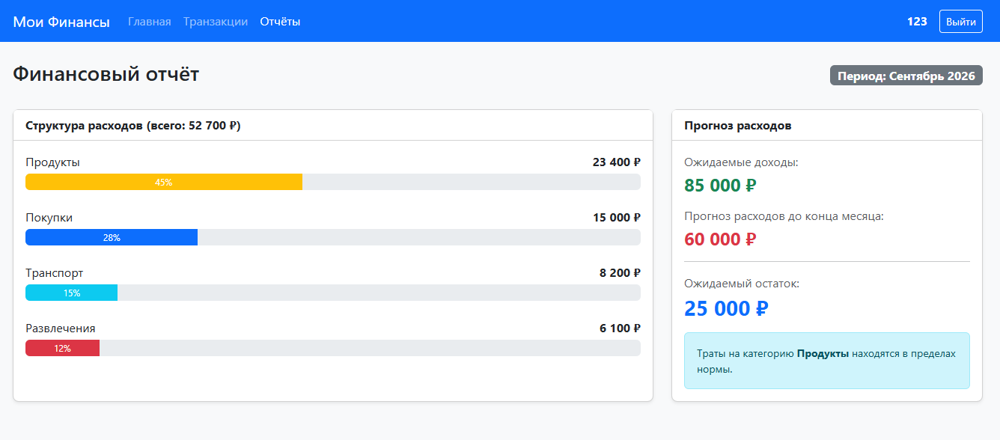 Мои Финансы Главная Транзакции Отчёты 123 Выйти
Финансовый отчёт Период: Сентябрь 2026
Структура расходов (всего: 52 700 ₽)
Продукты 23 400 ₽
45%
Покупки 15 000 ₽
28%
Транспорт 8 200 ₽
15%
Развлечения 6 100 ₽
12%
Прогноз расходов
Ожидаемые доходы:
85 000 ₽
Прогноз расходов до конца месяца:
60 000 ₽
Ожидаемый остаток:
25 000 ₽
Траты на категорию Продукты находятся в пределах
нормы.